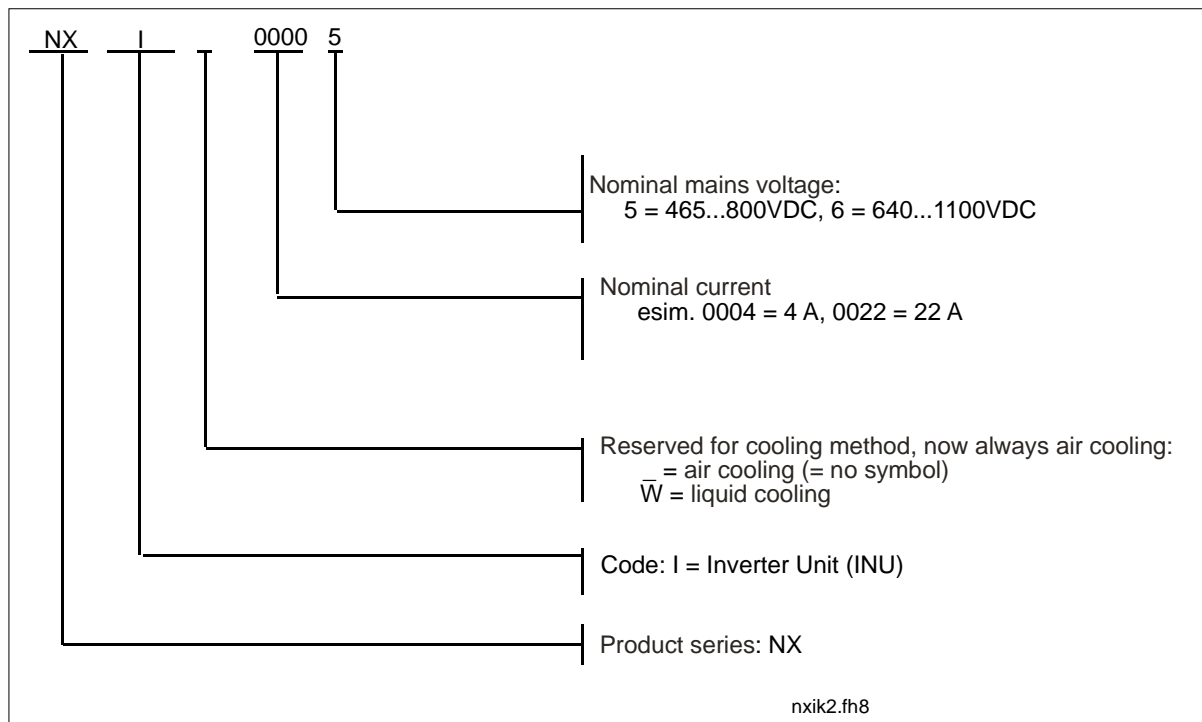 NX I _ 0000 5
Nominal mains voltage:
5 = 465...800VDC, 6 = 640...1100VDC
Nominal current
esim. 0004 = 4 A, 0022 = 22 A
Reserved for cooling method, now always air cooling:
_ = air cooling (= no symbol)
W = liquid cooling
Code: I = Inverter Unit (INU)
Product series: NX
nxik2.fh8